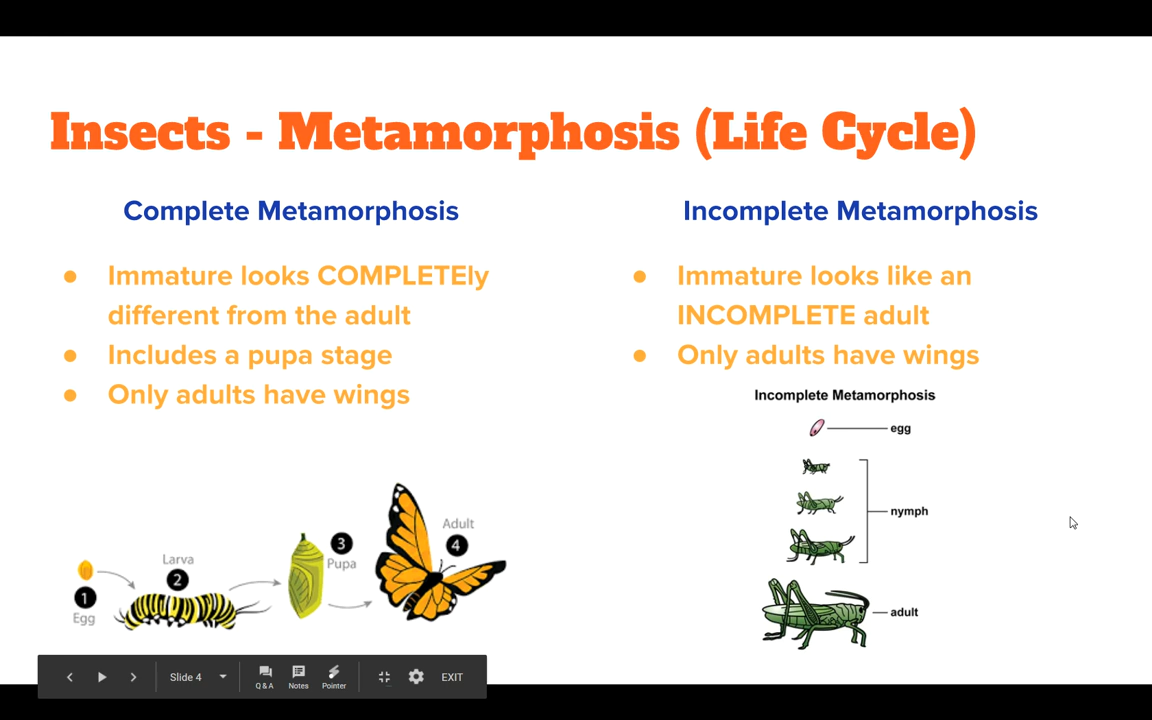 Insects - Metamorphosis (Life Cycle)
Complete Metamorphosis
Immature looks COMPLETEly
different from the adult
Includes a pupa stage
Only adults have wings
1
Egg
Larva
2
3
Pupa
Adult
4
Incomplete Metamorphosis
Immature looks like an
INCOMPLETE adult
Only adults have wings
Incomplete Metamorphosis
egg
nymph
adult
Slide 4
Q & A
Notes
Pointer
EXIT